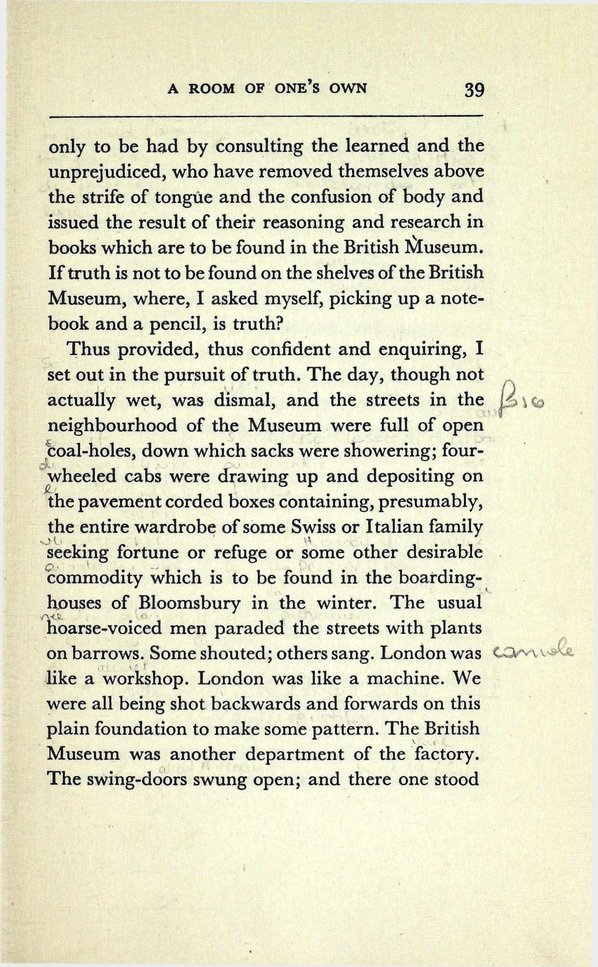 A ROOM OF ONE'S OWN 39
only to be had by consulting the learned and the
unprejudiced, who have removed themselves above
the strife of tongue and the confusion of body and
issued the result of their reasoning and research in
books which are to be found in the British Museum.
If truth is not to be found on the shelves of the British
Museum, where, I asked myself, picking up a note-
book and a pencil, is truth?
Thus provided, thus confident and enquiring, I
set out in the pursuit of truth. The day, though not
actually wet, was dismal, and the streets in the
neighbourhood of the Museum were full of open
coal-holes, down which sacks were showering; four-
wheeled cabs were drawing up and depositing on
the pavement corded boxes containing, presumably,
the entire wardrobe of some Swiss or Italian family
seeking fortune or refuge or some other desirable
commodity which is to be found in the boarding-
houses of Bloomsbury in the winter. The usual
hoarse-voiced men paraded the streets with plants
on barrows. Some shouted; others sang. London was
like a workshop. London was like a machine. We
were all being shot backwards and forwards on this
plain foundation to make some pattern. The British
Museum was another department of the factory.
The swing-doors swung open; and there one stood